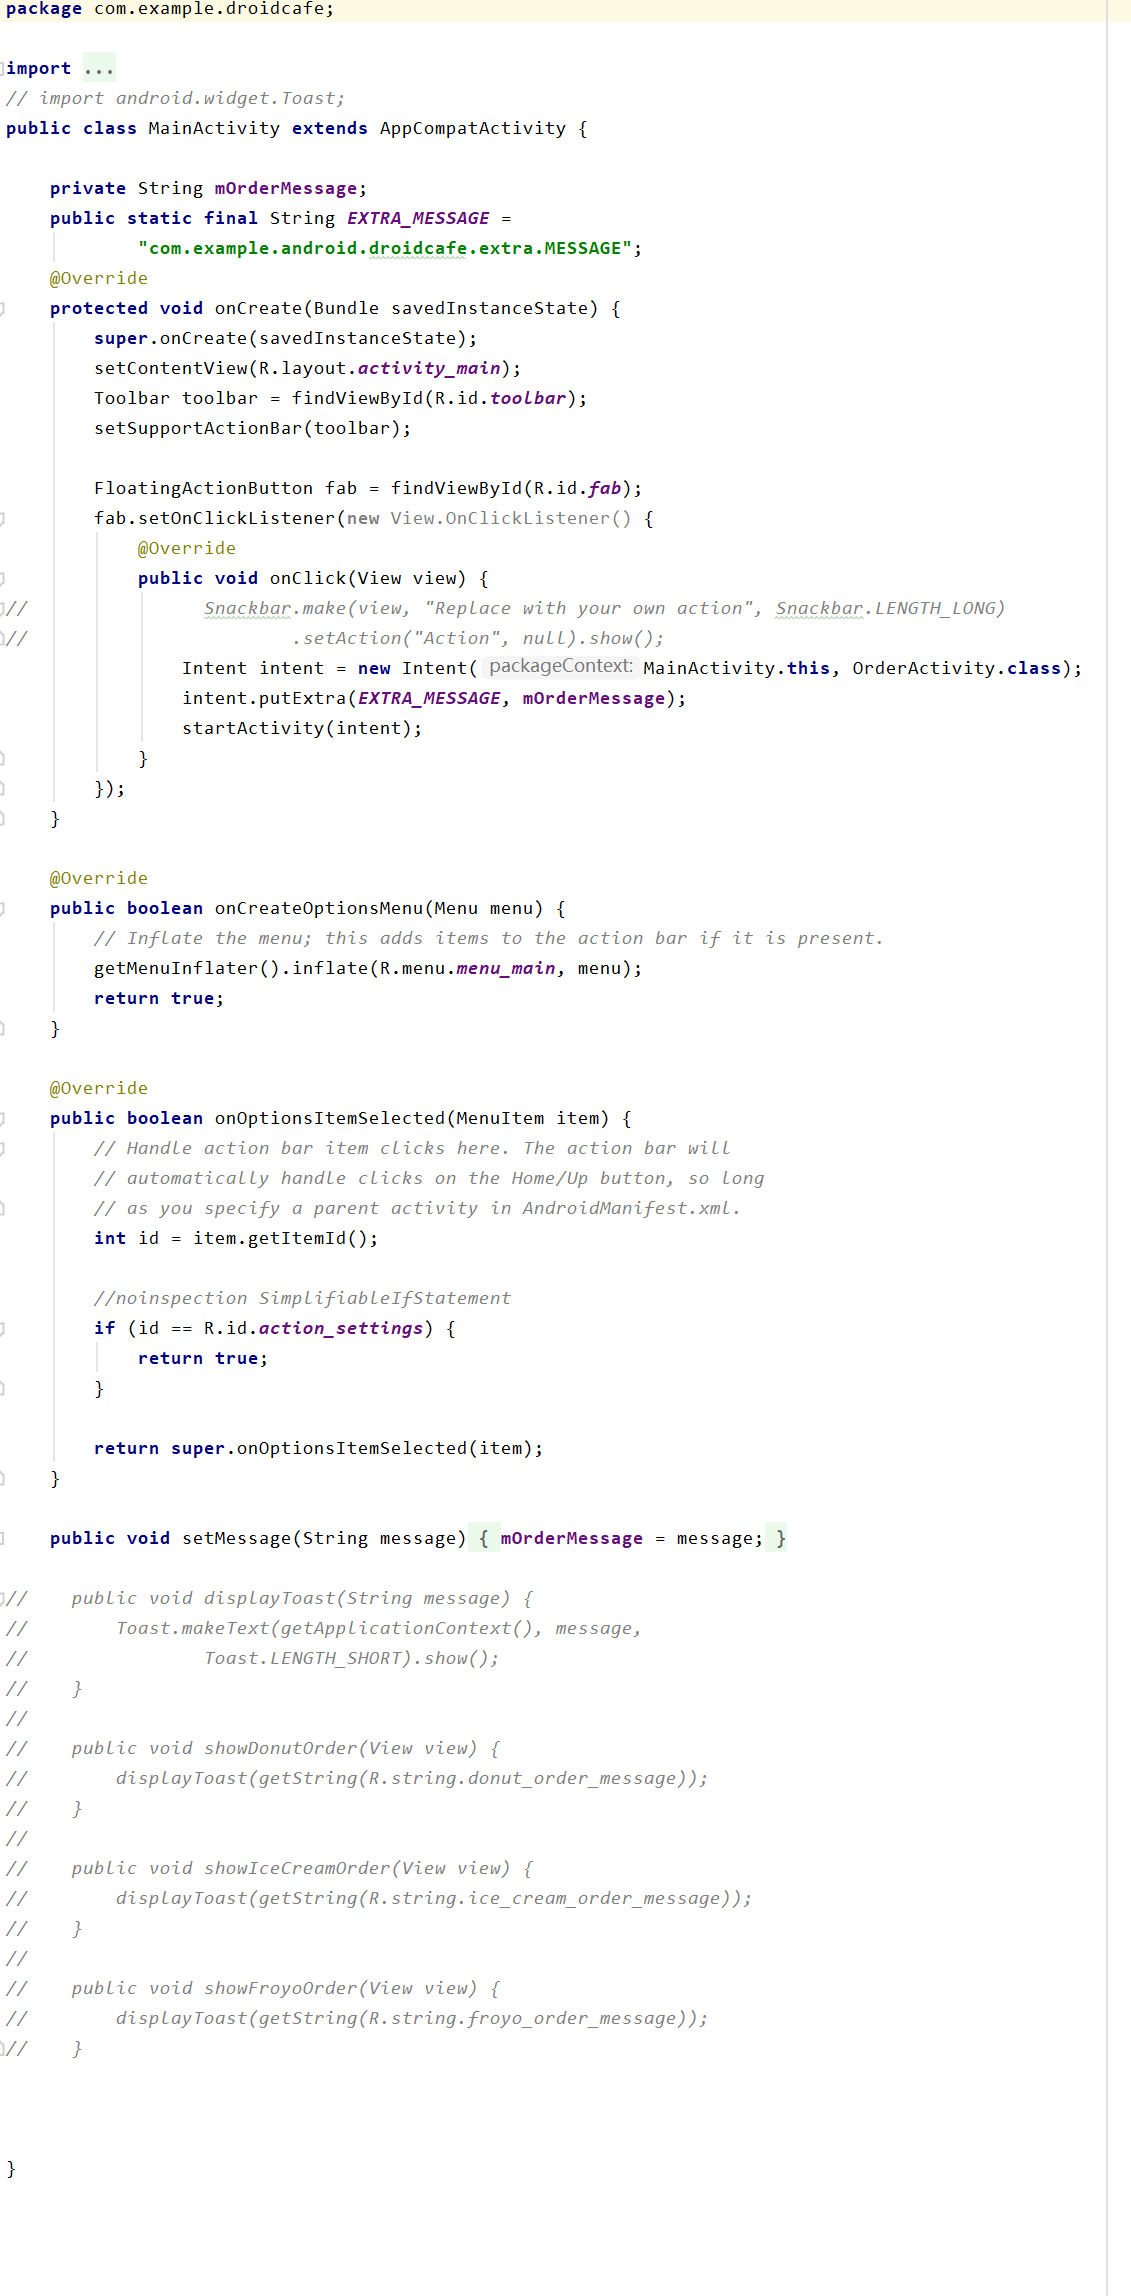 package com.example.droidcafe;
import ...
// import android.widget.Toast;
public class MainActivity extends AppCompatActivity {
private String mOrderMessage;
public static final String EXTRA_MESSAGE =
"com.example.android.droidcafe.extra.MESSAGE";
@Override
protected void onCreate(Bundle savedInstanceState) {
super.onCreate(savedInstanceState);
setContentView(R.layout.activity_main);
Toolbar toolbar = findViewById(R.id.toolbar);
setSupportActionBar(toolbar);
FloatingActionButton fab = findViewById(R.id.fab);
fab.setOnClickListener(new View.OnClickListener() {
@Override
public void onClick(View view) {
// Snackbar.make(view, "Replace with your own action", Snackbar.LENGTH_LONG)
// .setAction("Action", null).show();
Intent intent = new Intent( packageContext: MainActivity.this, OrderActivity.class);
intent.putExtra(EXTRA_MESSAGE, mOrderMessage);
startActivity(intent);
}
});
}
@Override
public boolean onCreateOptionsMenu(Menu menu) {
// Inflate the menu; this adds items to the action bar if it is present.
getMenuInflater().inflate(R.menu.menu_main, menu);
return true;
}
@Override
public boolean onOptionsItemSelected(MenuItem item) {
// Handle action bar item clicks here. The action bar will
// automatically handle clicks on the Home/Up button, so long
// as you specify a parent activity in AndroidManifest.xml.
int id = item.getItemId();
//noinspection SimplifiableIfStatement
if (id == R.id.action_settings) {
return true;
}
return super.onOptionsItemSelected(item);
}
public void setMessage(String message) { mOrderMessage = message; }
// public void displayToast(String message) {
// Toast.makeText(getApplicationContext(), message,
// Toast.LENGTH_SHORT).show();
// }
//
// public void showDonutOrder(View view) {
// displayToast(getString(R.string.donut_order_message));
// }
//
// public void showIceCreamOrder(View view) {
// displayToast(getString(R.string.ice_cream_order_message));
// }
//
// public void showFroyoOrder(View view) {
// displayToast(getString(R.string.froyo_order_message));
// }
}